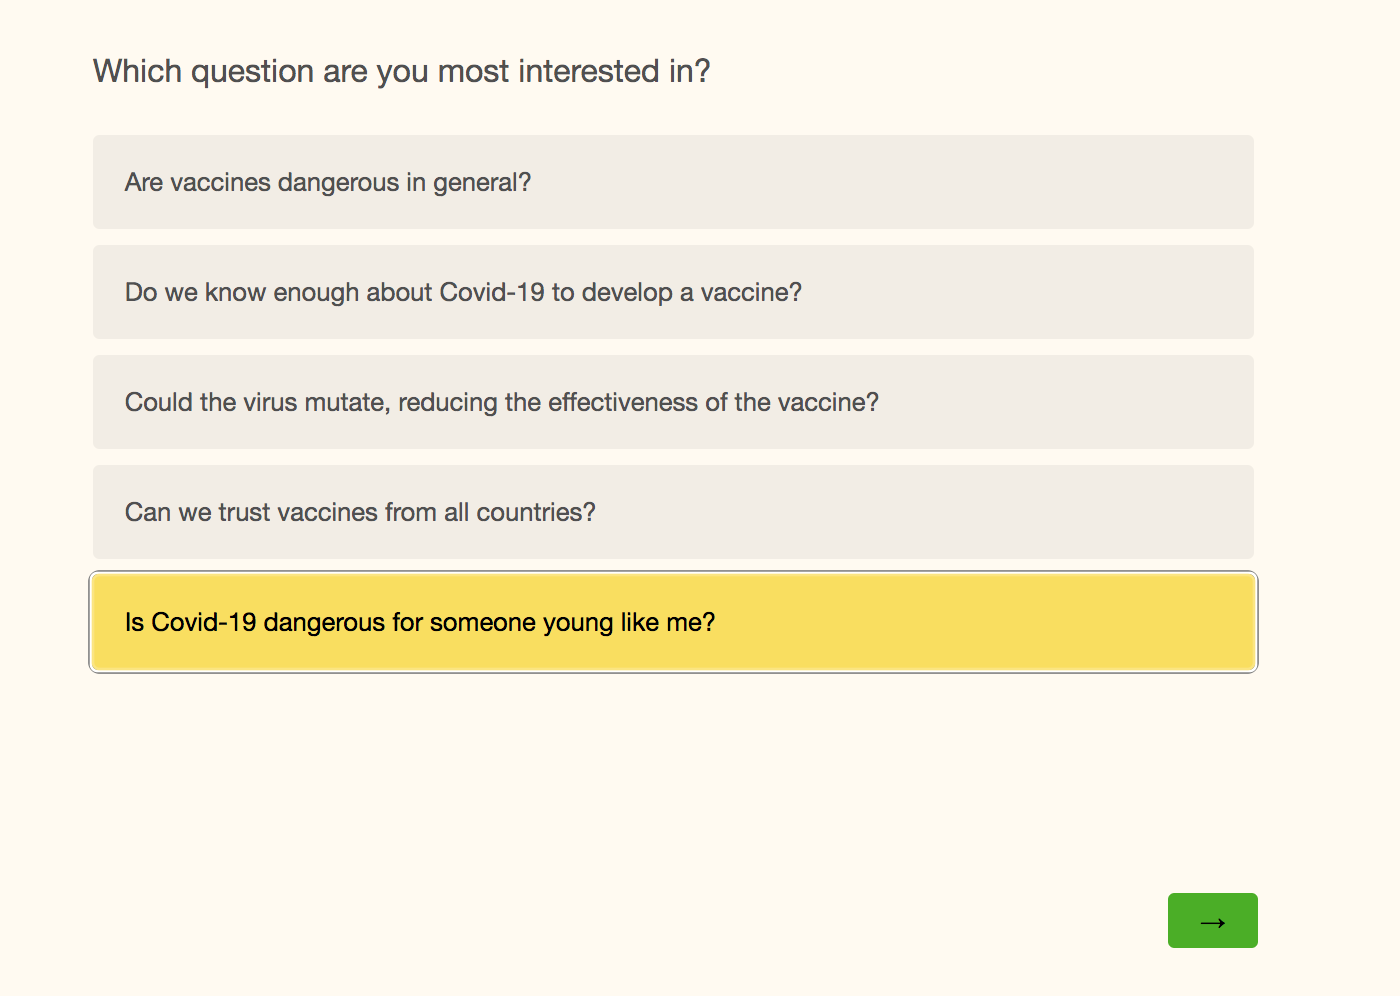 Which question are you most interested in?
Are vaccines dangerous in general?
Do we know enough about Covid-19 to develop a vaccine?
Could the virus mutate, reducing the effectiveness of the vaccine?
Can we trust vaccines from all countries?
Is Covid-19 dangerous for someone young like me?
→